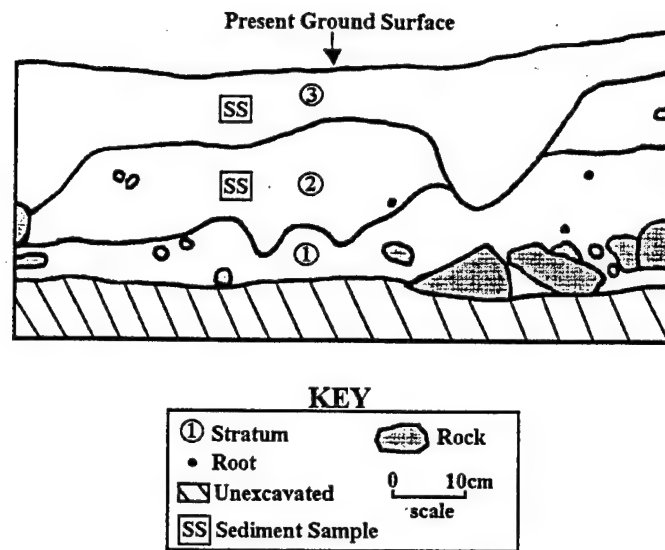 Present Ground Surface
SS ③
SS ②
①
KEY
① Stratum
Rock
• Root
Unexcavated
0 10cm
scale
SS Sediment Sample